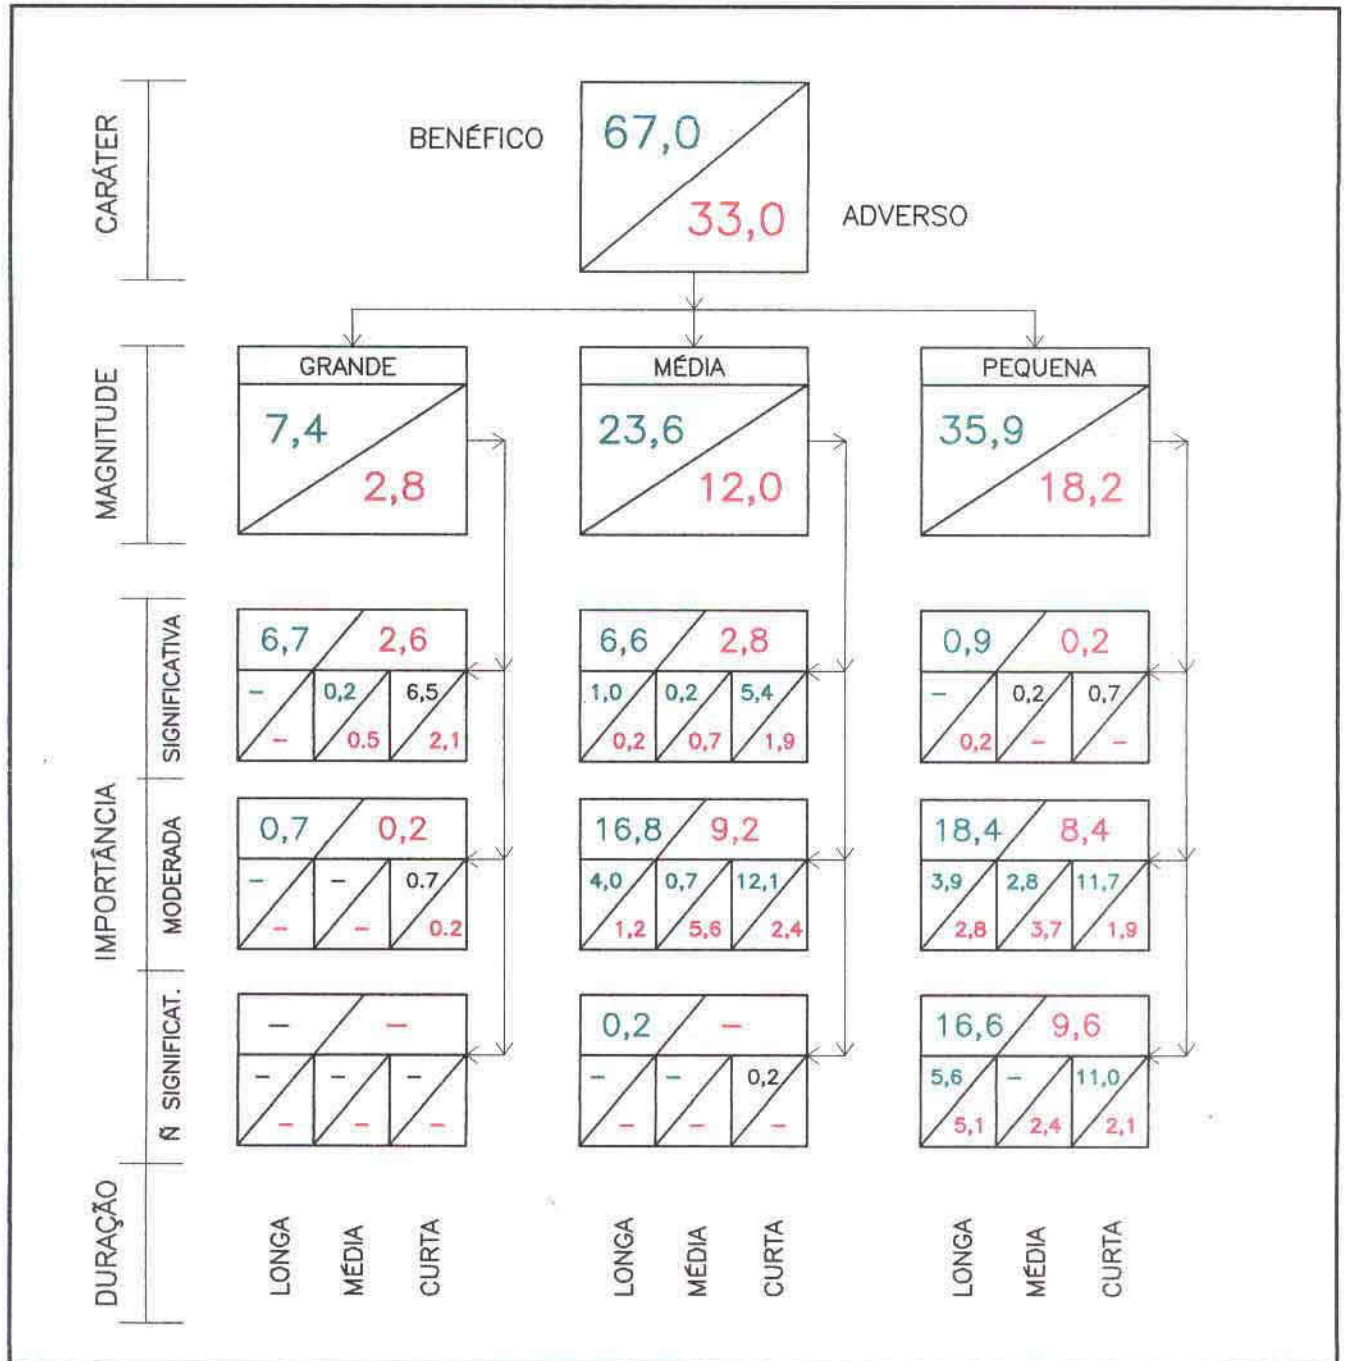 CARÁTER
BENÉFICO
67,0
33,0
ADVERSO
MAGNITUDE
GRANDE
7,4
2,8
MÉDIA
23,6
12,0
PEQUENA
35,9
18,2
IMPORTÂNCIA
SIGNIFICATIVA
6,7 2,6
- 0,2 6,5
- 0.5 2,1
6,6 2,8
1,0 0,2 5,4
0,2 0,7 1,9
0,9 0,2
- 0,2 0,7
0,2 - -
MODERADA
0,7 0,2
- - 0.7
- - 0.2
16,8 9,2
4,0 0,7 12,1
1,2 5,6 2,4
18,4 8,4
3,9 2,8 11,7
2,8 3,7 1,9
Ñ SIGNIFICAT.
- -
- - -
- - -
0,2 -
- - 0,2
- - -
16,6 9,6
5,6 - 11,0
5,1 2,4 2,1
DURAÇÃO
LONGA
MÉDIA
CURTA
LONGA
MÉDIA
CURTA
LONGA
MÉDIA
CURTA